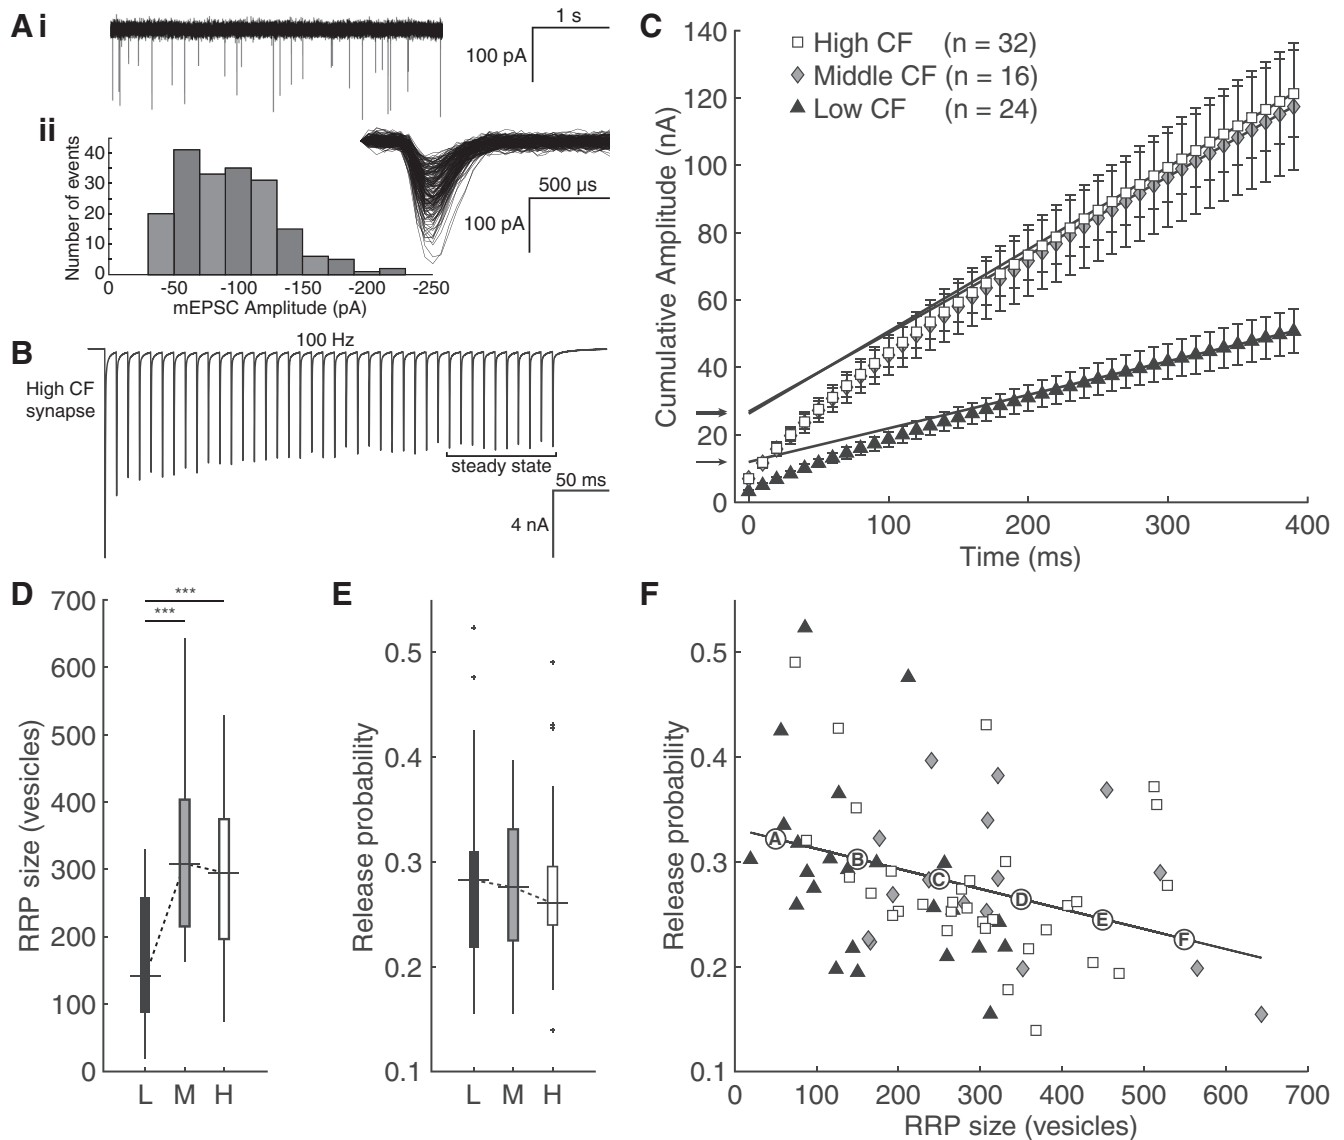 A i
1 s
100 pA
ii
Number of events
40
30
20
10
0
0
-50
-100
-150
-200
-250
mEPSC Amplitude (pA)
500 µs
100 pA
B
100 Hz
High CF
synapse
steady state
50 ms
4 nA
C
High CF (n = 32)
Middle CF (n = 16)
Low CF (n = 24)
Cumulative Amplitude (nA)
140
120
100
80
60
40
20
0
0
100
200
300
400
Time (ms)
D
RRP size (vesicles)
700
600
500
400
300
200
100
0
***
***
L
M
H
E
Release probability
0.5
0.4
0.3
0.2
0.1
L
M
H
F
Release probability
0.5
0.4
0.3
0.2
0.1
A
B
C
D
E
F
0
100
200
300
400
500
600
700
RRP size (vesicles)